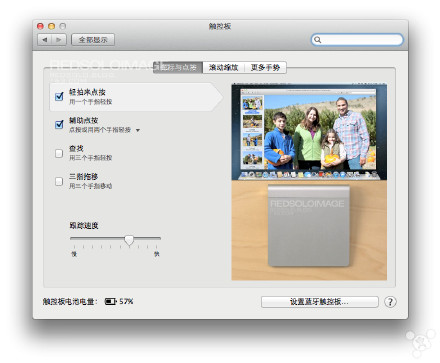 触控板
全部显示
REDSOLOIMAGE
光标与点按 滚动缩放 更多手势
轻拍来点按
用一个手指轻按
辅助点按
点按或用两个手指轻按
查找
用三个手指轻按
三指拖移
用三个手指移动
跟踪速度
慢 快
REDSOLOIMAGE
触控板电池电量: 57%
设置蓝牙触控板... ?